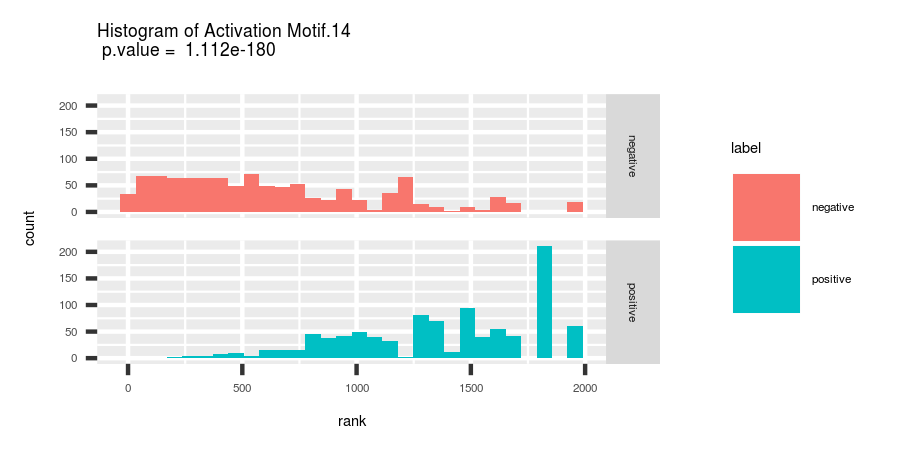 Histogram of Activation Motif.14
p.value =  1.112e-180
count
200
150
100
50
0
negative
200
150
100
50
0
positive
0 500 1000 1500 2000
rank
label
negative
positive